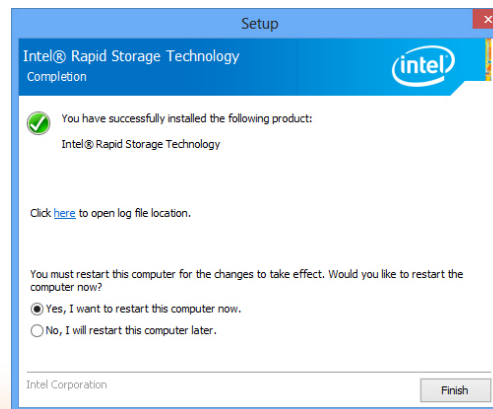 Setup
Intel® Rapid Storage Technology
Completion
intel
You have successfully installed the following product:
Intel® Rapid Storage Technology
Click here to open log file location.
You must restart this computer for the changes to take effect. Would you like to restart the
computer now?
Yes, I want to restart this computer now.
No, I will restart this computer later.
Intel Corporation
Finish